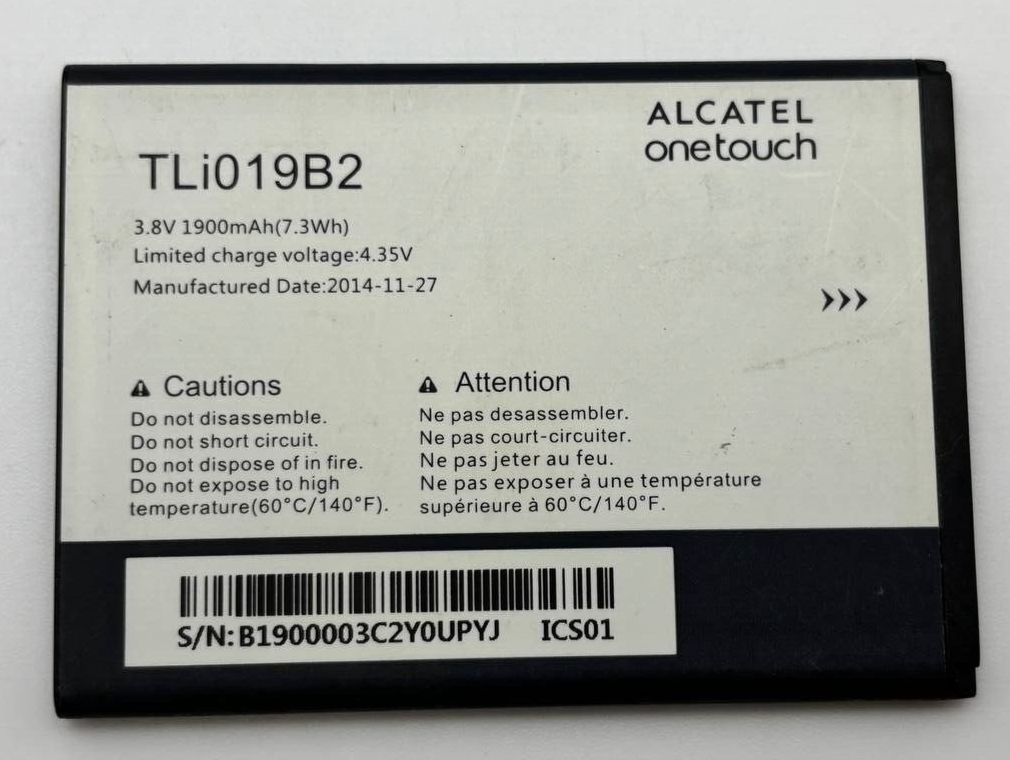 ALCATEL
onetouch
TLi019B2
3.8V 1900mAh(7.3Wh)
Limited charge voltage:4.35V
Manufactured Date:2014-11-27
Cautions
Do not disassemble.
Do not short circuit.
Do not dispose of in fire.
Do not expose to high
temperature(60°C/140°F).
Attention
Ne pas desassembler.
Ne pas court-circuiter.
Ne pas jeter au feu.
Ne pas exposer à une température
supérieure à 60°C/140°F.
S/N:B1900003C2Y0UPYJ ICS01